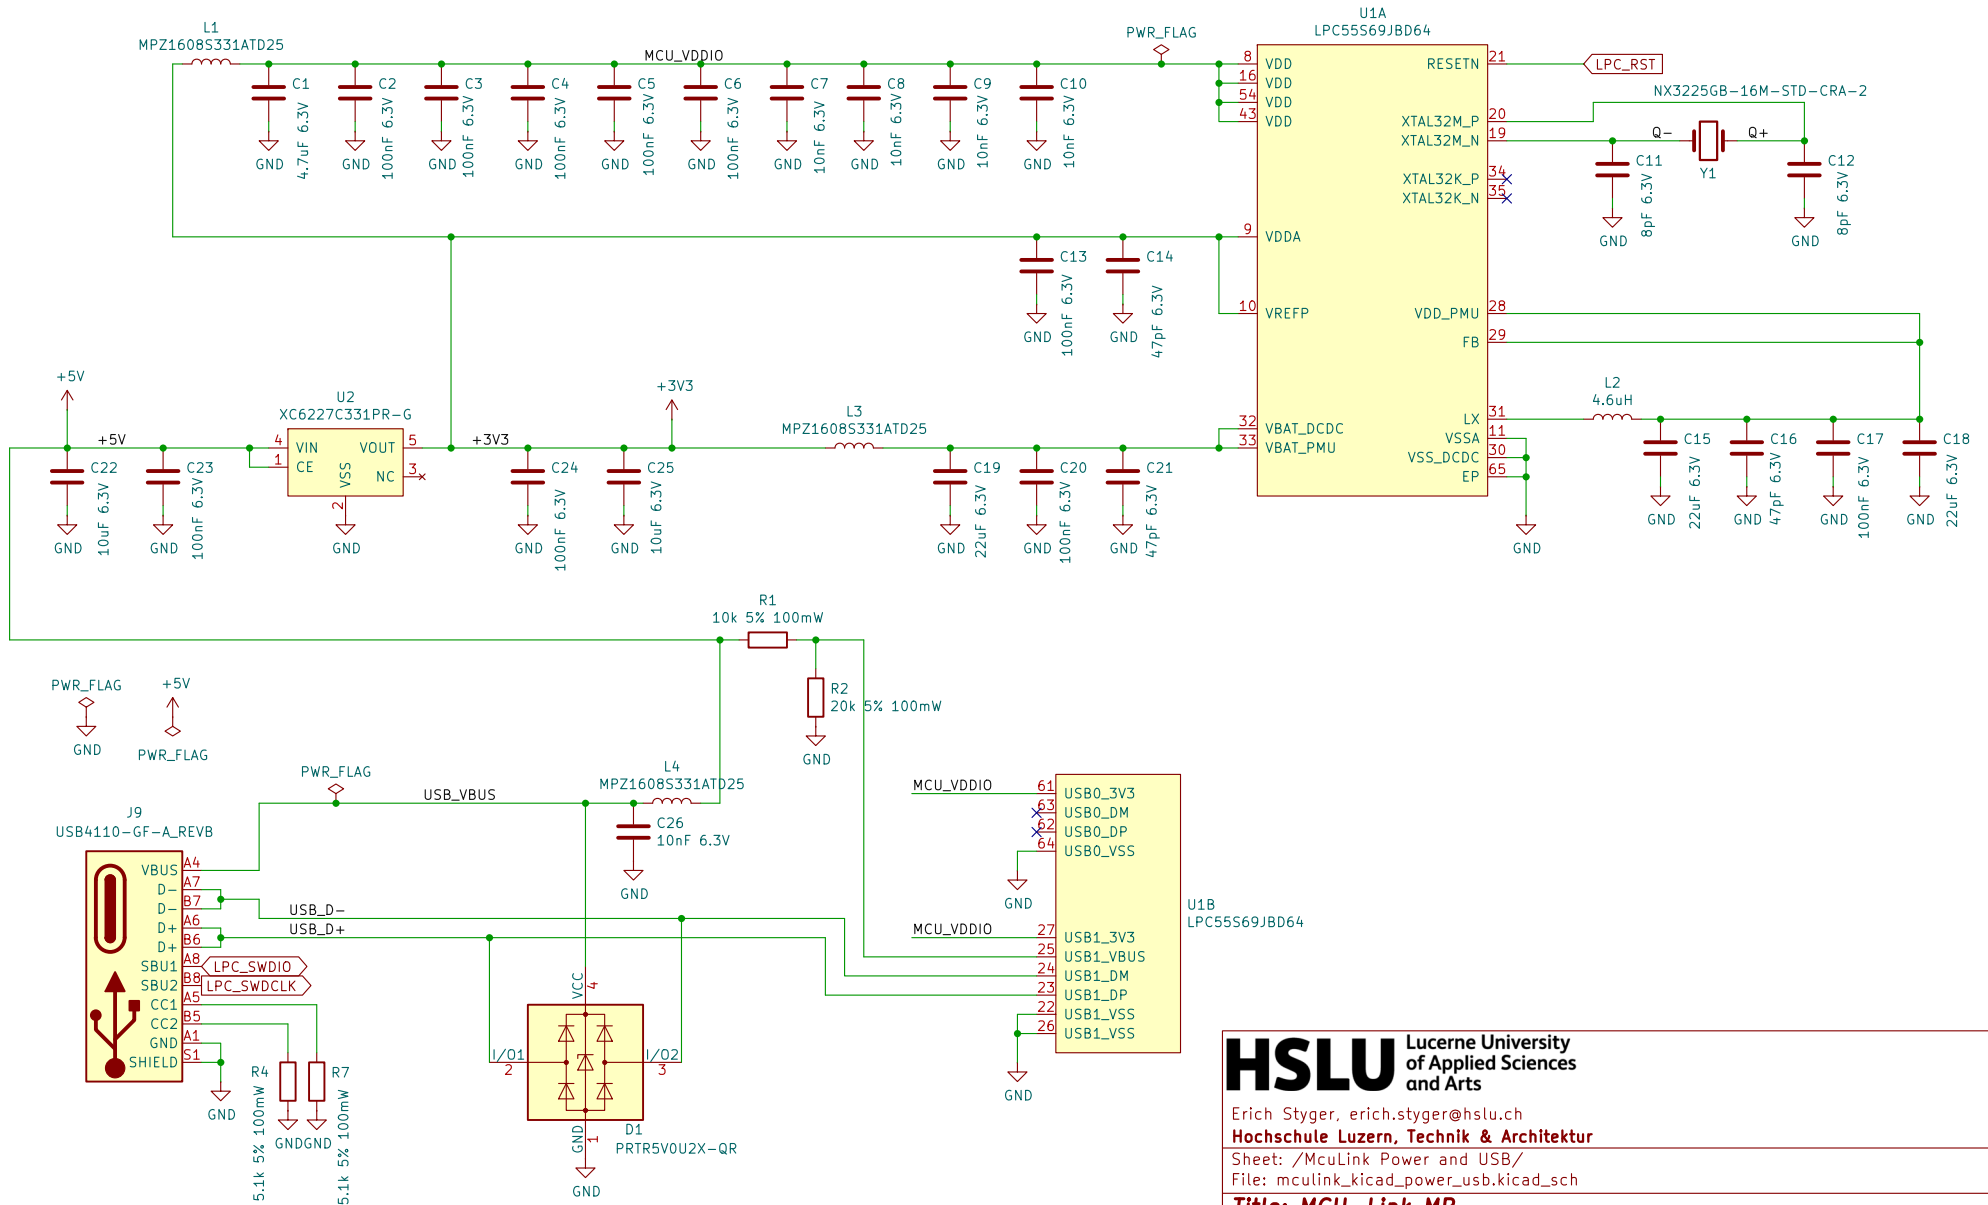 L1
MPZ1608S331ATD25
MCU_VDDIO
PWR_FLAG
C1
4.7uF 6.3V
GND
C2
100nF 6.3V
GND
C3
100nF 6.3V
GND
C4
100nF 6.3V
GND
C5
100nF 6.3V
GND
C6
100nF 6.3V
GND
C7
10nF 6.3V
GND
C8
10nF 6.3V
GND
C9
10nF 6.3V
GND
C10
10nF 6.3V
GND
U1A
LPC55S69JBD64
8 VDD
16 VDD
54 VDD
43 VDD
9 VDDA
10 VREFP
32 VBAT_DCDC
33 VBAT_PMU
RESETN 21
LPC_RST
XTAL32M_P 20
XTAL32M_N 19
XTAL32K_P 34
XTAL32K_N 35
VDD_PMU 28
FB 29
LX 31
VSSA 11
VSS_DCDC 30
EP 65
GND
NX3225GB-16M-STD-CRA-2
Q-
Q+
Y1
C11
8pF 6.3V
GND
C12
8pF 6.3V
GND
C13
100nF 6.3V
GND
C14
47pF 6.3V
GND
L2
4.6uH
C15
22uF 6.3V
GND
C16
47pF 6.3V
GND
C17
100nF 6.3V
GND
C18
22uF 6.3V
GND
+5V
+5V
C22
10uF 6.3V
GND
C23
100nF 6.3V
GND
U2
XC6227C331PR-G
4 VIN
1 CE
VOUT 5
NC 3
VSS
2
GND
+3V3
C24
100nF 6.3V
GND
C25
10uF 6.3V
GND
+3V3
L3
MPZ1608S331ATD25
C19
22uF 6.3V
GND
C20
100nF 6.3V
GND
C21
47pF 6.3V
GND
R1
10k 5% 100mW
R2
20k 5% 100mW
GND
PWR_FLAG
GND
+5V
PWR_FLAG
PWR_FLAG
USB_VBUS
L4
MPZ1608S331ATD25
C26
10nF 6.3V
GND
J9
USB4110-GF-A_REVB
VBUS A4
D- A7
D- B7
D+ A6
D+ B6
SBU1 A8
SBU2 B8
CC1 A5
CC2 B5
GND A1
SHIELD S1
USB_D-
USB_D+
LPC_SWDIO
LPC_SWDCLK
GND
R4
5.1k 5% 100mW
GND
R7
5.1k 5% 100mW
GND
VCC
4
I/O1
2
I/O2
3
GND
1
D1
PRTR5V0U2X-QR
GND
MCU_VDDIO
61 USB0_3V3
63 USB0_DM
62 USB0_DP
64 USB0_VSS
GND
MCU_VDDIO
27 USB1_3V3
25 USB1_VBUS
24 USB1_DM
23 USB1_DP
22 USB1_VSS
26 USB1_VSS
GND
U1B
LPC55S69JBD64
HSLU
Lucerne University
of Applied Sciences
and Arts
Erich Styger, erich.styger@hslu.ch
Hochschule Luzern, Technik & Architektur
Sheet: /McuLink Power and USB/
File: mculink_kicad_power_usb.kicad_sch